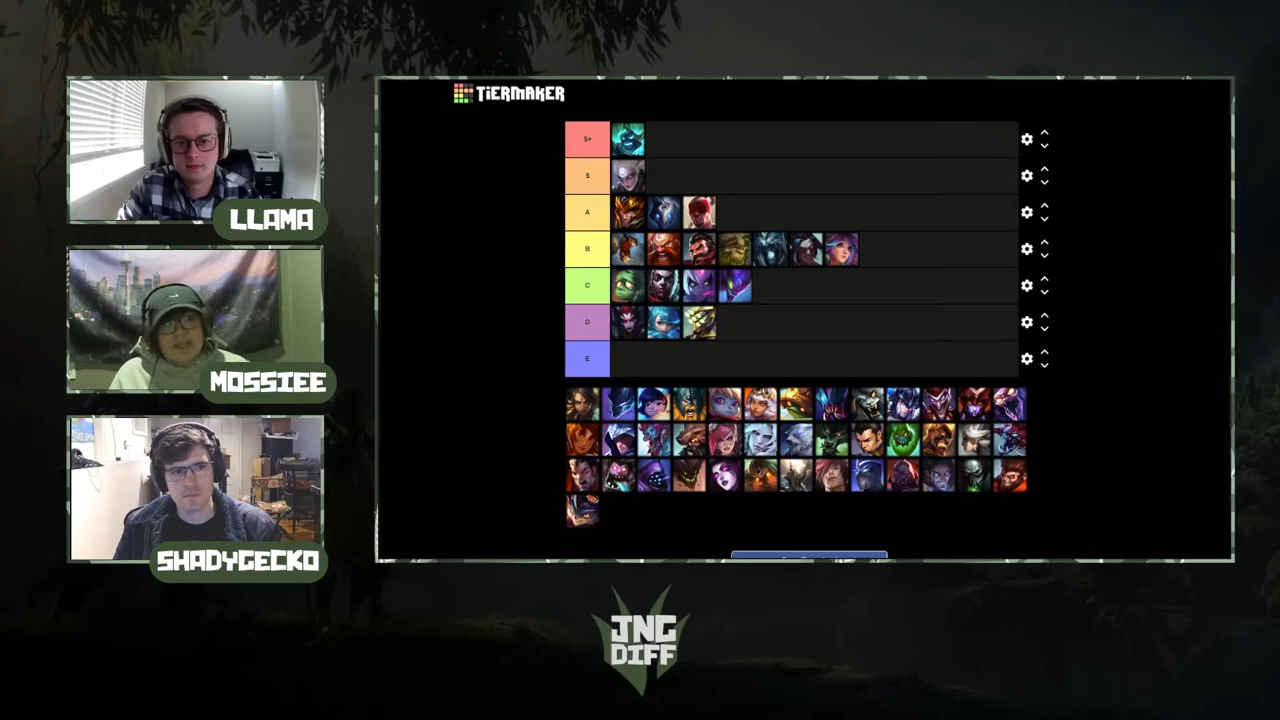 TiERMAKER
S+
S
A
B
C
D
E
LLAMA
MOSSIEE
SHADYGECKO
JNG
DIFF